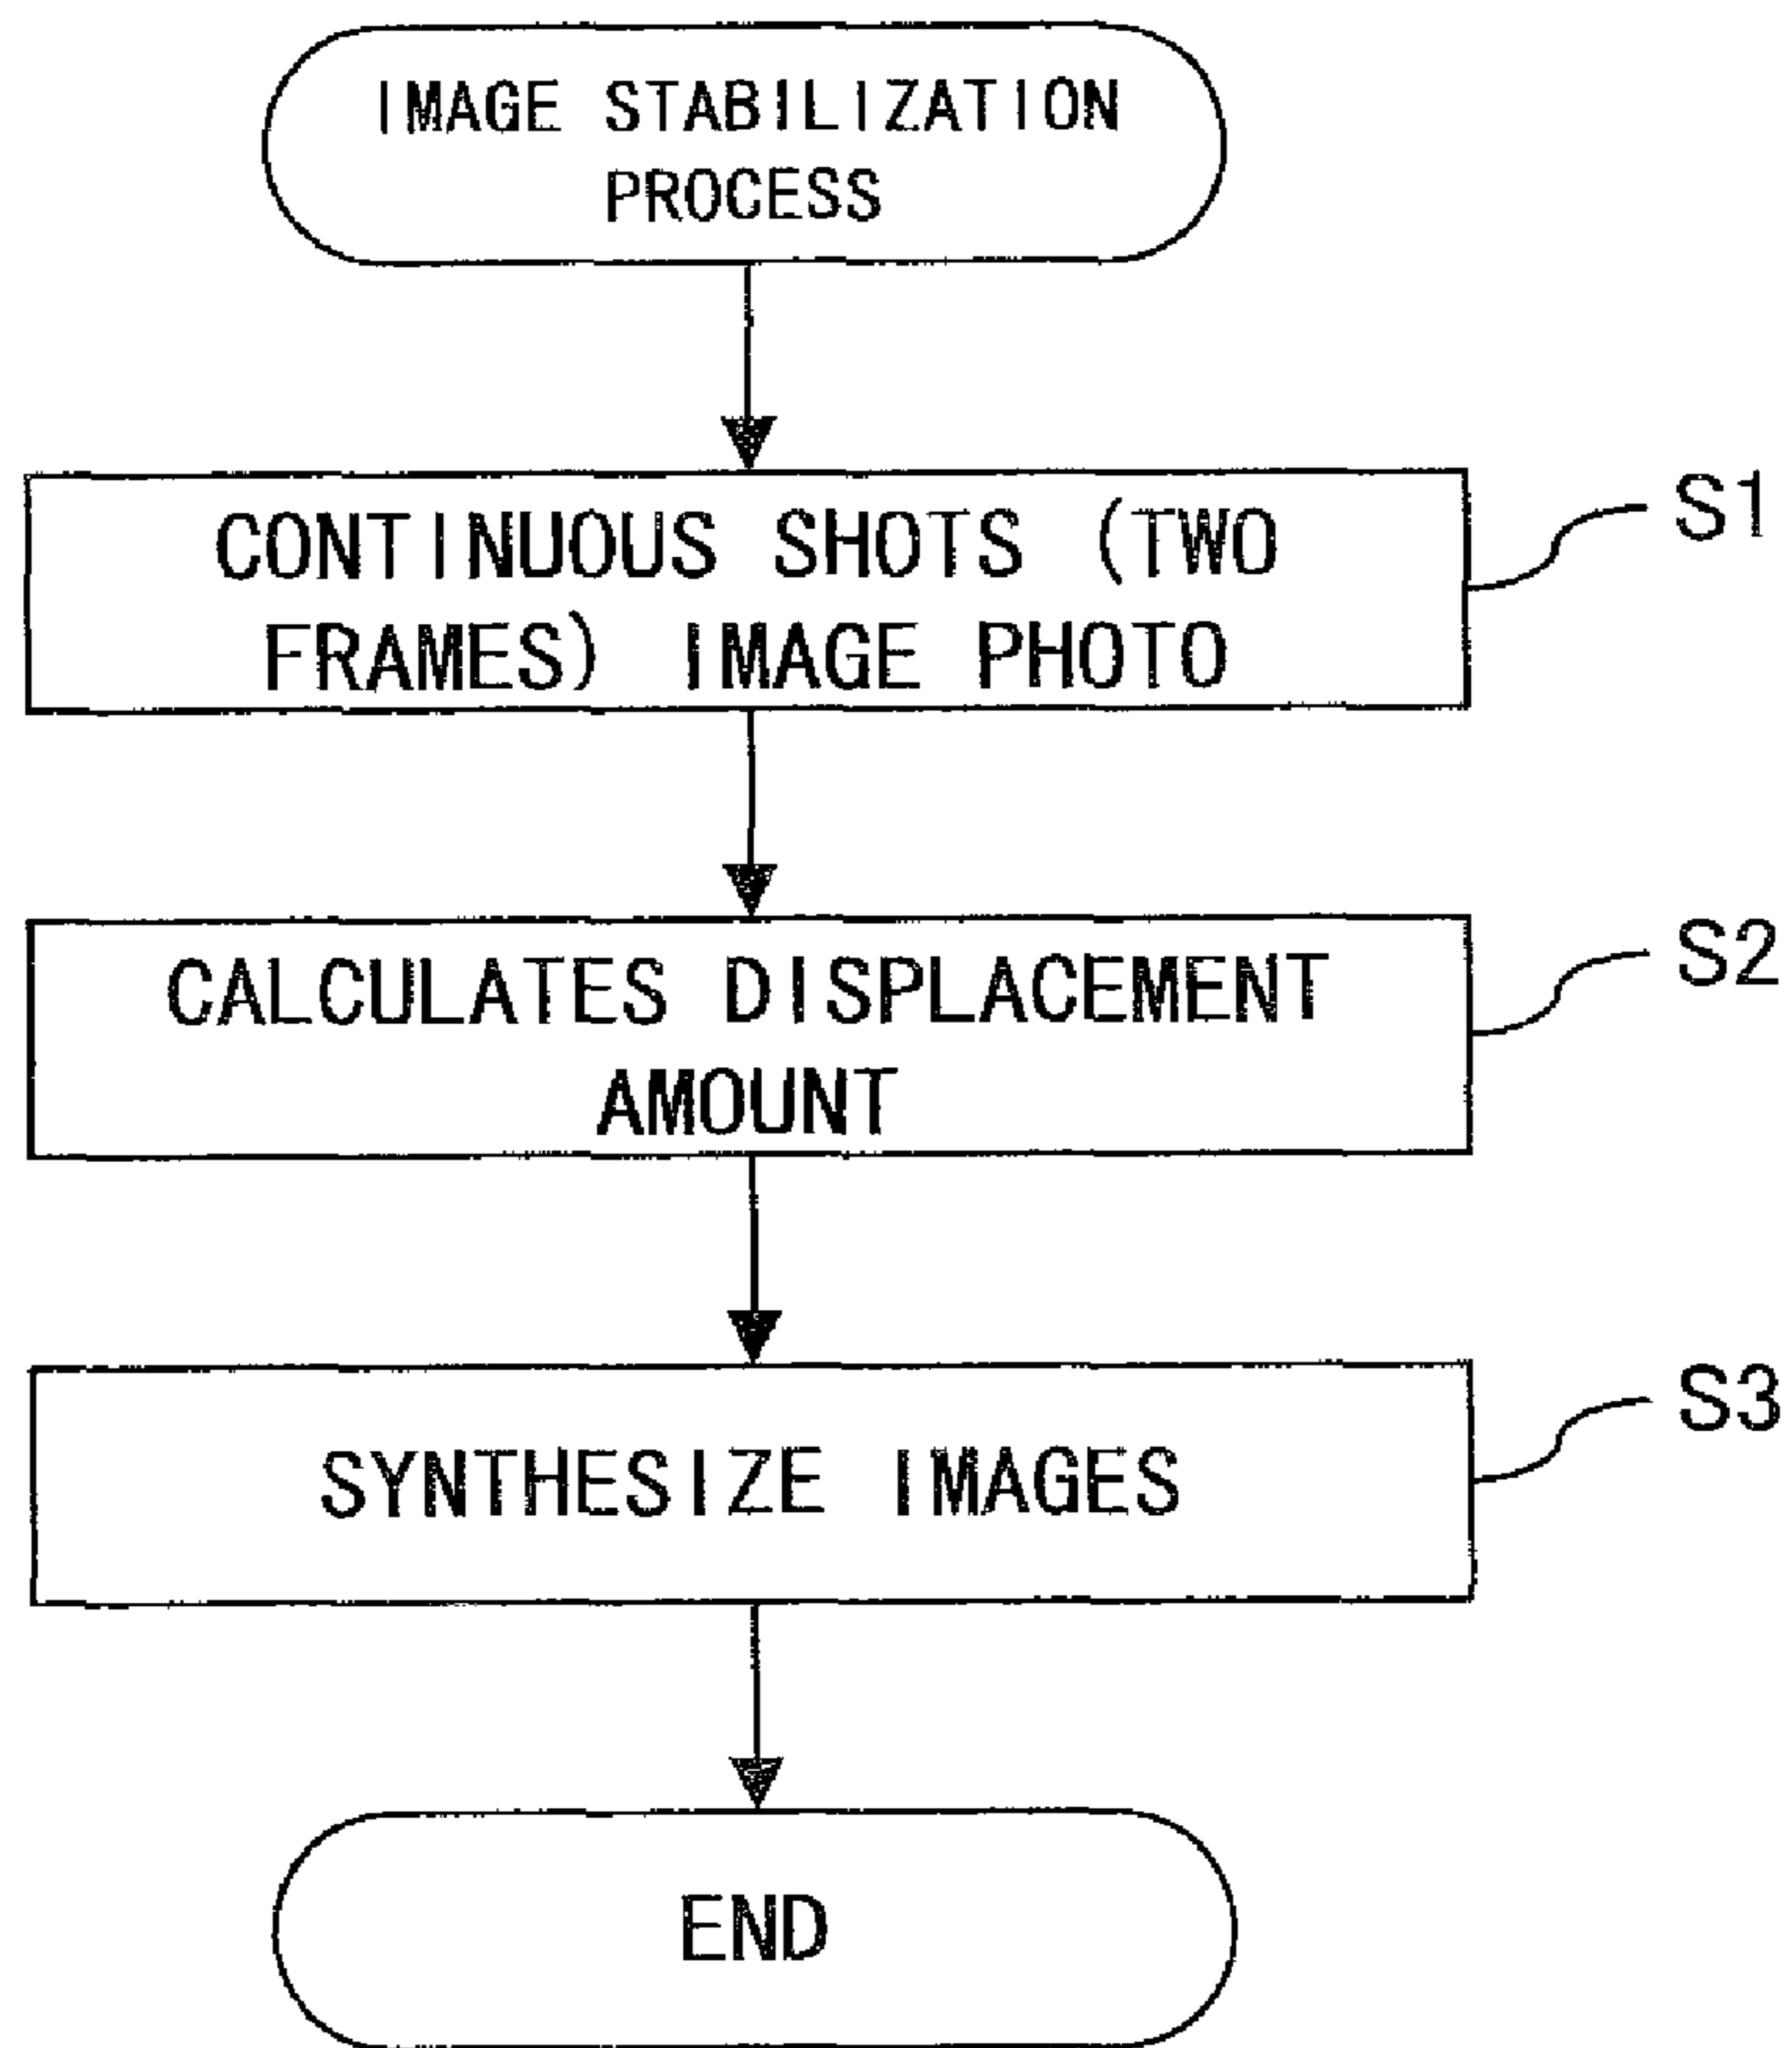 IMAGE STABILIZATION
PROCESS
CONTINUOUS SHOTS (TWO
FRAMES) IMAGE PHOTO
S1
CALCULATES DISPLACEMENT
AMOUNT
S2
SYNTHESIZE IMAGES
S3
END